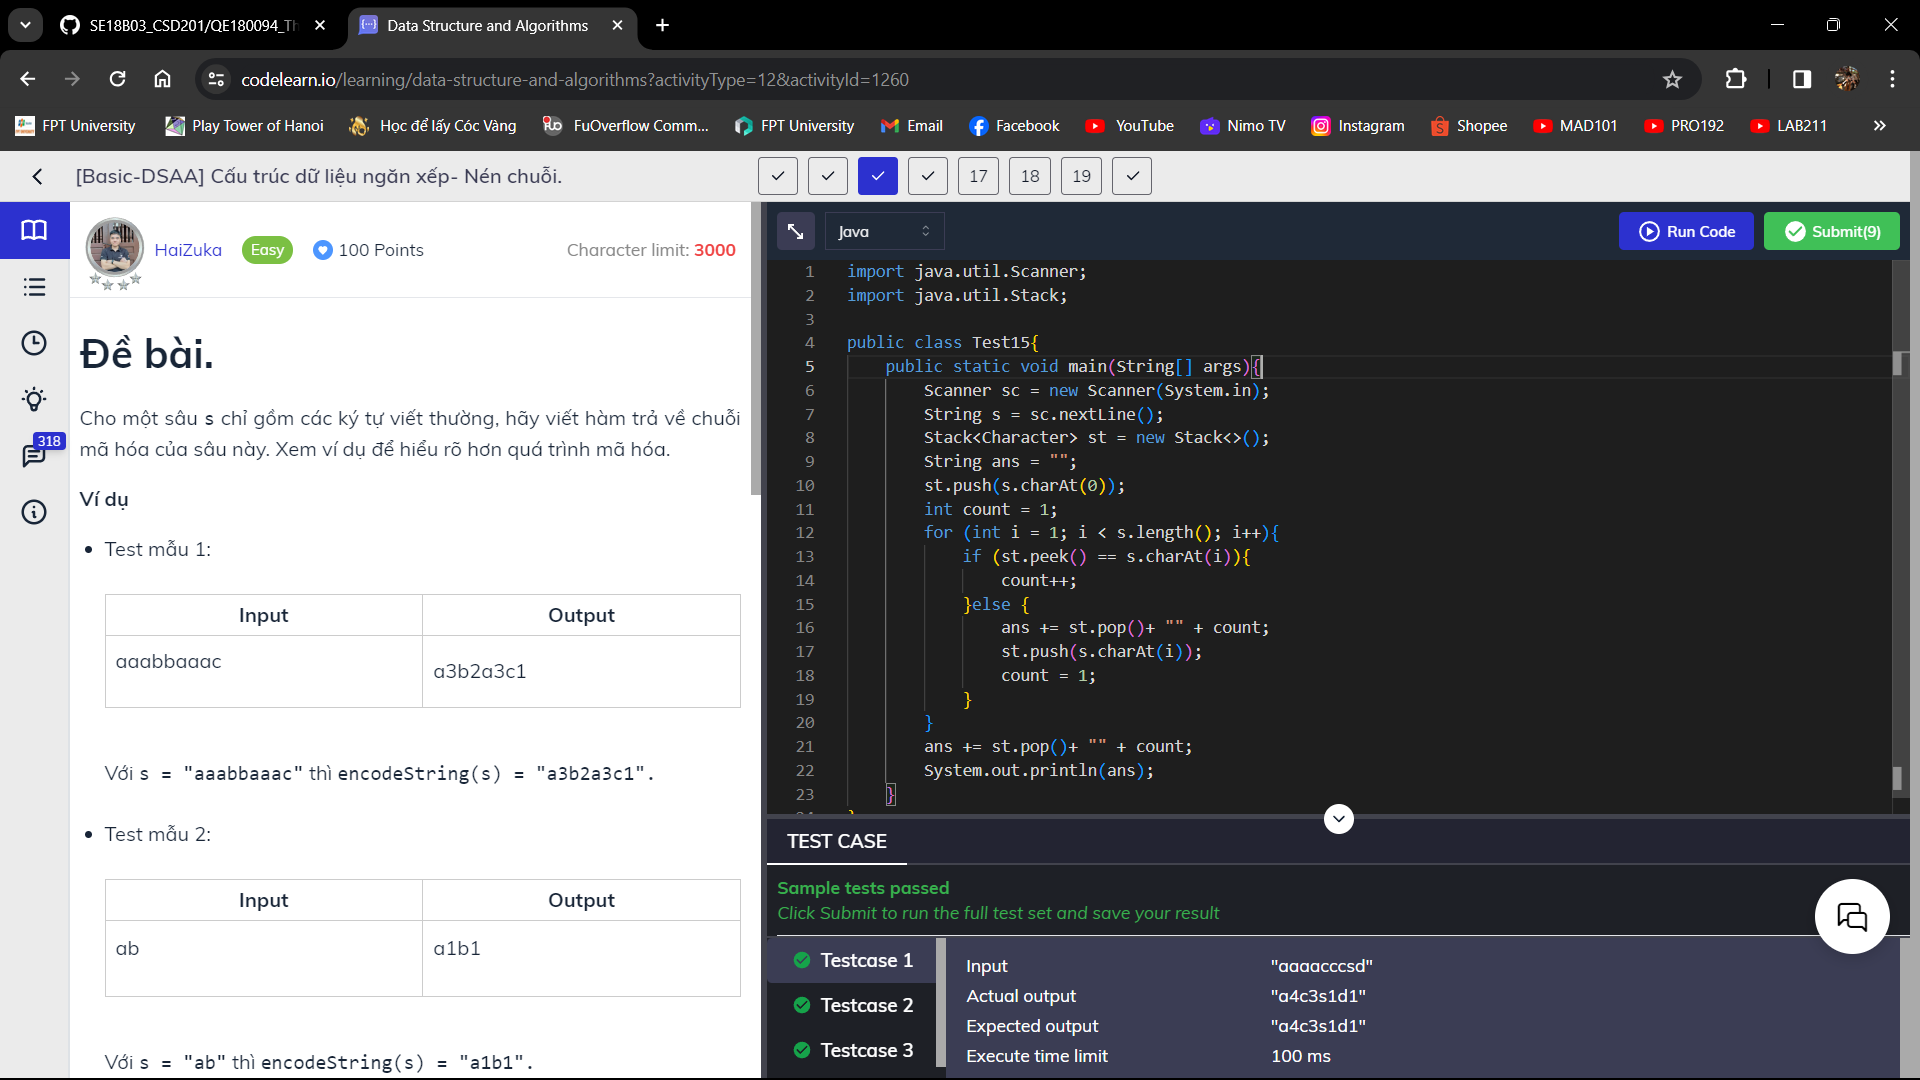 SE18B03_CSD201/QE180094_Th
Data Structure and Algorithms
codelearn.io/learning/data-structure-and-algorithms?activityType=12&activityId=1260
FPT University
Play Tower of Hanoi
Học để lấy Cóc Vàng
FuOverflow Comm...
FPT University
Email
Facebook
YouTube
Nimo TV
Instagram
Shopee
MAD101
PRO192
LAB211
[Basic-DSAA] Cấu trúc dữ liệu ngăn xếp- Nén chuỗi.
17
18
19
HaiZuka
Easy
100 Points
Character limit: 3000
Java
Run Code
Submit(9)
318
Đề bài.
Cho một sâu s chỉ gồm các ký tự viết thường, hãy viết hàm trả về chuỗi
mã hóa của sâu này. Xem ví dụ để hiểu rõ hơn quá trình mã hóa.
Ví dụ
Test mẫu 1:
Input
Output
aaabbaaac
a3b2a3c1
Với s = "aaabbaaac" thì encodeString(s) = "a3b2a3c1".
Test mẫu 2:
Input
Output
ab
a1b1
Với s = "ab" thì encodeString(s) = "a1b1".
1 import java.util.Scanner;
2 import java.util.Stack;
3
4 public class Test15{
5 public static void main(String[] args){
6 Scanner sc = new Scanner(System.in);
7 String s = sc.nextLine();
8 Stack<Character> st = new Stack<>();
9 String ans = "";
10 st.push(s.charAt(0));
11 int count = 1;
12 for (int i = 1; i < s.length(); i++){
13 if (st.peek() == s.charAt(i)){
14 count++;
15 }else {
16 ans += st.pop()+ "" + count;
17 st.push(s.charAt(i));
18 count = 1;
19 }
20 }
21 ans += st.pop()+ "" + count;
22 System.out.println(ans);
23 }
TEST CASE
Sample tests passed
Click Submit to run the full test set and save your result
Testcase 1
Testcase 2
Testcase 3
Input "aaaacccsd"
Actual output "a4c3s1d1"
Expected output "a4c3s1d1"
Execute time limit 100 ms